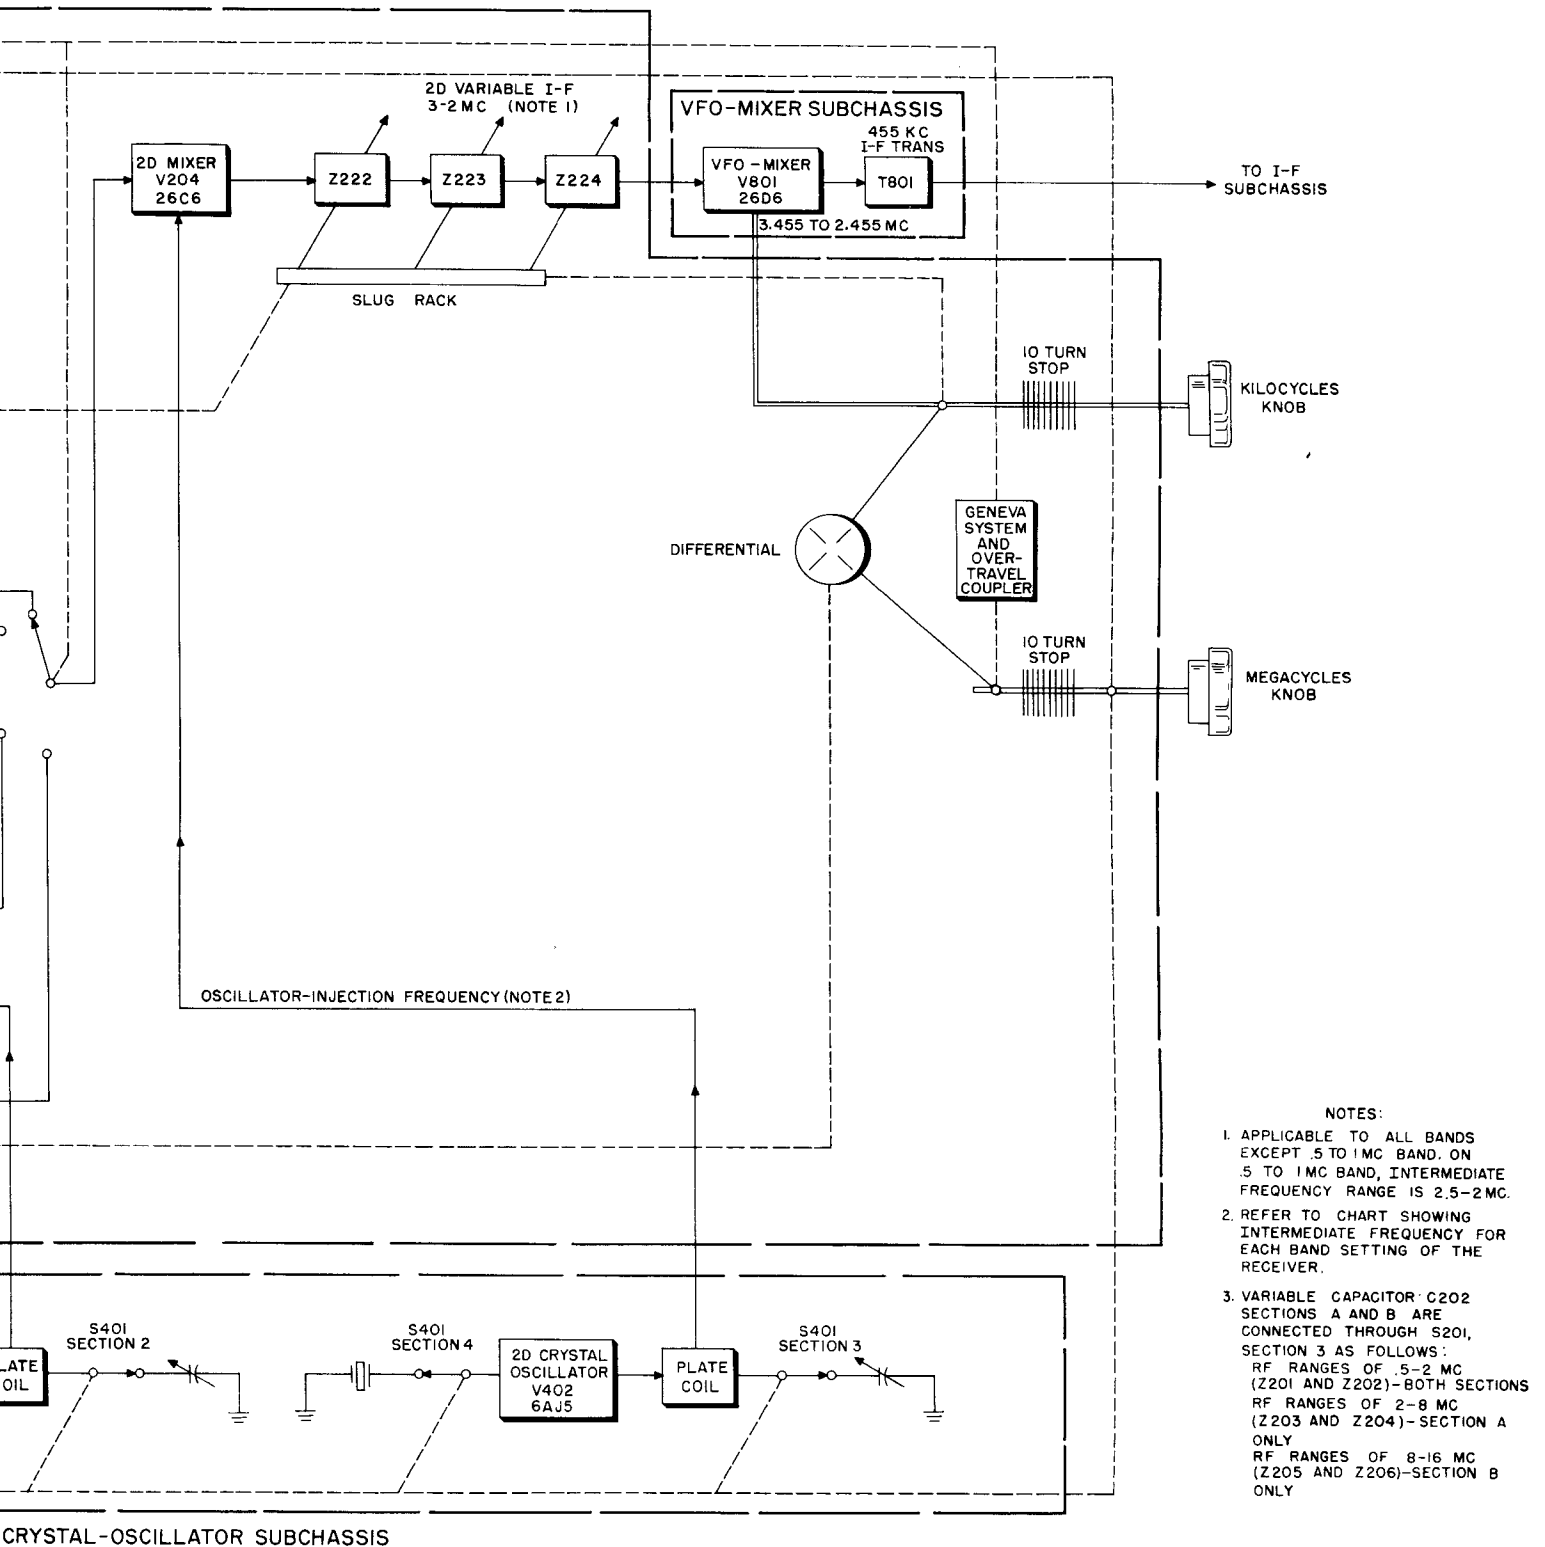 2D VARIABLE I-F
3-2 MC (NOTE 1)
VFO-MIXER SUBCHASSIS
455 KC
I-F TRANS
2D MIXER
V204
26C6
Z222
Z223
Z224
VFO-MIXER
V801
26D6
T801
3.455 TO 2.455 MC
TO I-F
SUBCHASSIS
SLUG RACK
10 TURN
STOP
KILOCYCLES
KNOB
DIFFERENTIAL
GENEVA
SYSTEM
AND
OVER-
TRAVEL
COUPLER
10 TURN
STOP
MEGACYCLES
KNOB
OSCILLATOR-INJECTION FREQUENCY (NOTE 2)
NOTES:
1. APPLICABLE TO ALL BANDS
EXCEPT .5 TO 1 MC BAND. ON
.5 TO 1 MC BAND, INTERMEDIATE
FREQUENCY RANGE IS 2.5-2 MC.
2. REFER TO CHART SHOWING
INTERMEDIATE FREQUENCY FOR
EACH BAND SETTING OF THE
RECEIVER.
3. VARIABLE CAPACITOR C202
SECTIONS A AND B ARE
CONNECTED THROUGH S201,
SECTION 3 AS FOLLOWS:
RF RANGES OF .5-2 MC
(Z201 AND Z202)-BOTH SECTIONS
RF RANGES OF 2-8 MC
(Z203 AND Z204)-SECTION A
ONLY
RF RANGES OF 8-16 MC
(Z205 AND Z206)-SECTION B
ONLY
LATE
OIL
S401
SECTION 2
S401
SECTION 4
2D CRYSTAL
OSCILLATOR
V402
6AJ5
PLATE
COIL
S401
SECTION 3
CRYSTAL-OSCILLATOR SUBCHASSIS